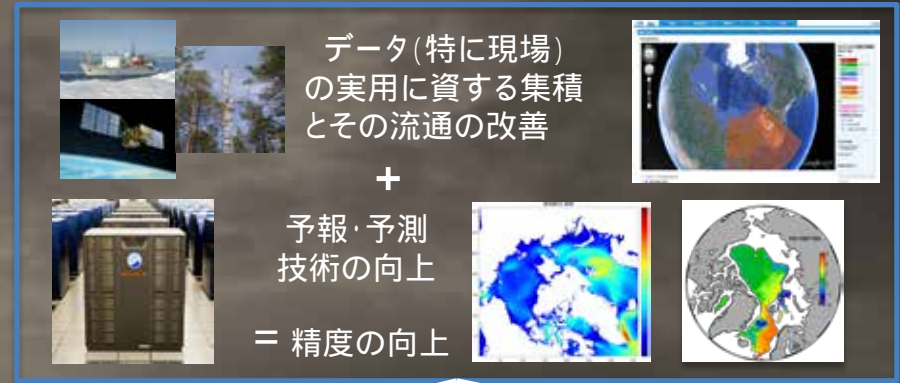 データ(特に現場)
の実用に資する集積
とその流通の改善
+
予報・予測
技術の向上
= 精度の向上